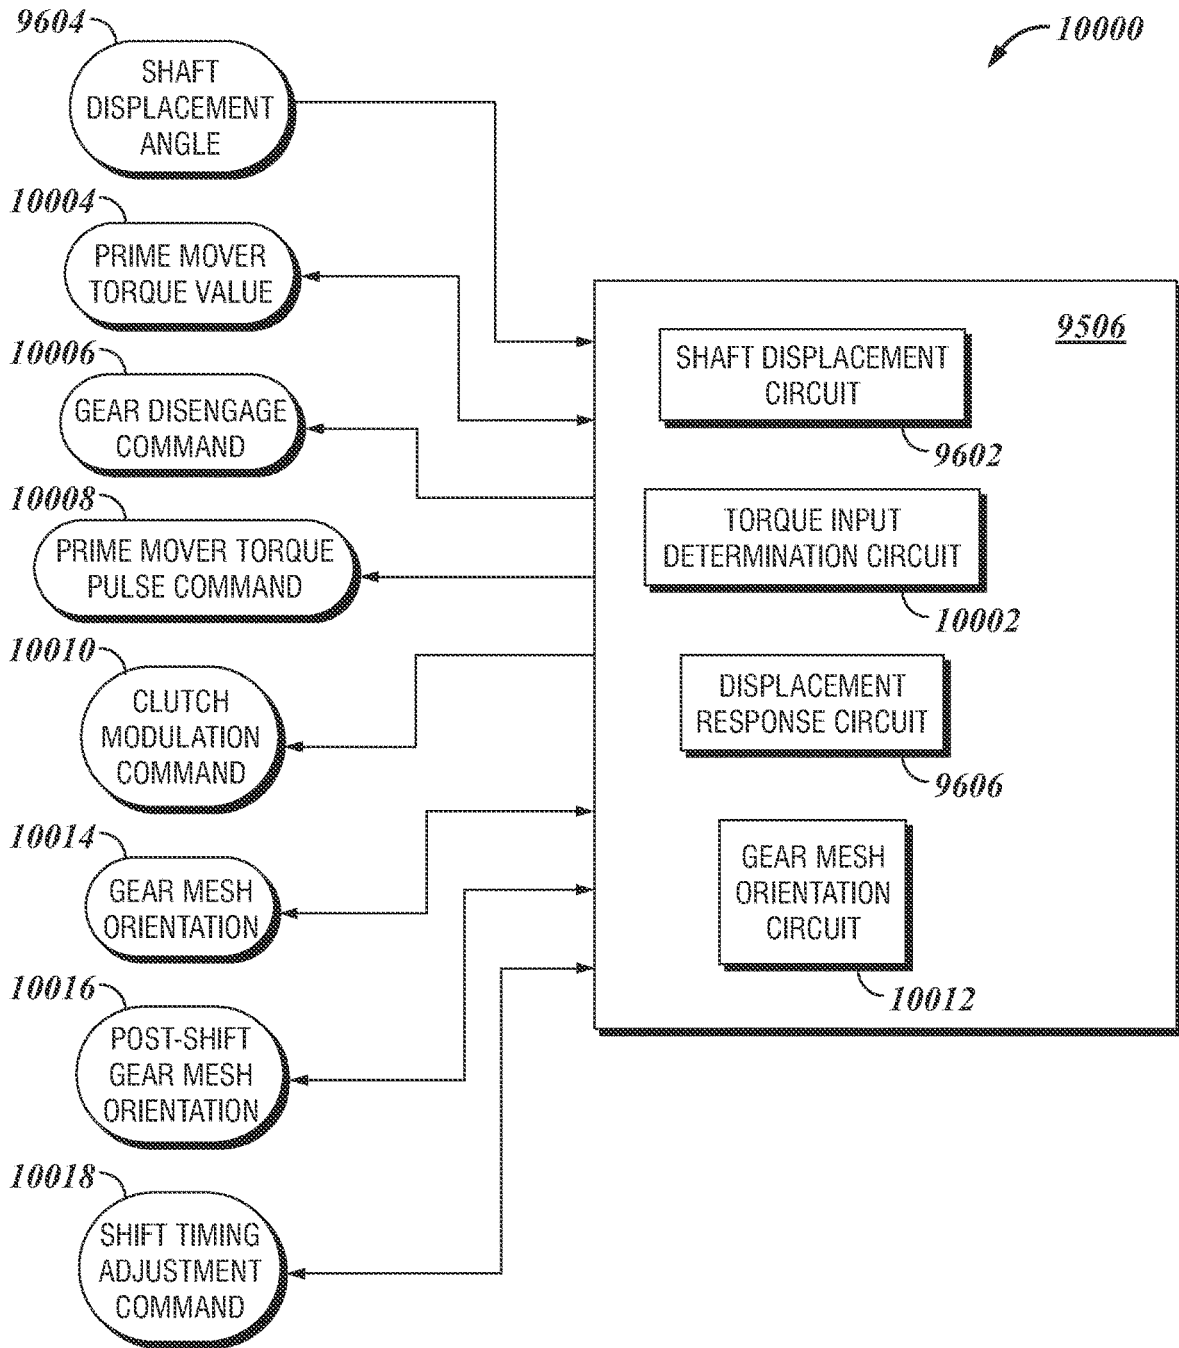 9604
10000
SHAFT
DISPLACEMENT
ANGLE
10004
PRIME MOVER
TORQUE VALUE
10006
GEAR DISENGAGE
COMMAND
10008
PRIME MOVER TORQUE
PULSE COMMAND
10010
CLUTCH
MODULATION
COMMAND
10014
GEAR MESH
ORIENTATION
10016
POST-SHIFT
GEAR MESH
ORIENTATION
10018
SHIFT TIMING
ADJUSTMENT
COMMAND
9506
SHAFT DISPLACEMENT
CIRCUIT
9602
TORQUE INPUT
DETERMINATION CIRCUIT
10002
DISPLACEMENT
RESPONSE CIRCUIT
9606
GEAR MESH
ORIENTATION
CIRCUIT
10012